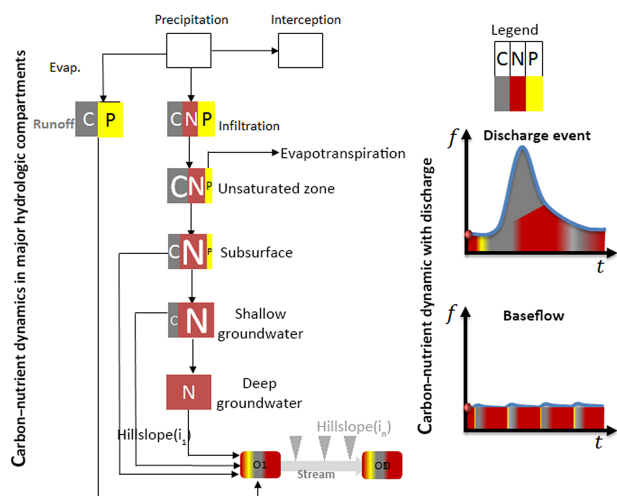 Carbon–nutrient dynamics in major hydrologic compartments
Precipitation
Interception
Evap.
Runoff
C P
C N P
Infiltration
Evapotranspiration
C N P
Unsaturated zone
C N P
Subsurface
C N
Shallow
groundwater
N
Deep
groundwater
Hillslope(i1)
Hillslope(in)
O1
Stream
On
Carbon–nutrient dynamic with discharge
Legend
C N P
f
Discharge event
t
f
Baseflow
t